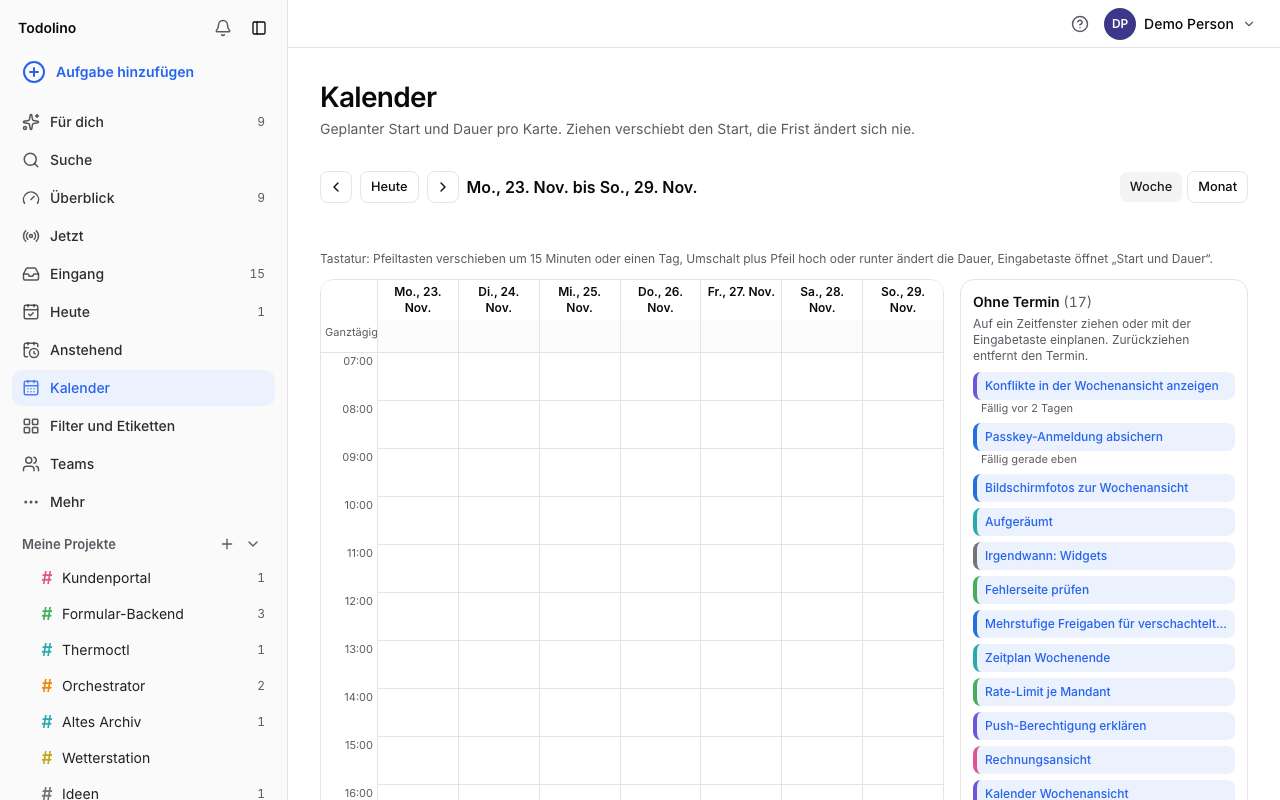 Todolino
Aufgabe hinzufügen
Für dich 9
Suche
Überblick 9
Jetzt
Eingang 15
Heute 1
Anstehend
Kalender
Filter und Etiketten
Teams
Mehr
Meine Projekte
# Kundenportal 1
# Formular-Backend 3
# Thermoctl 1
# Orchestrator 2
# Altes Archiv 1
# Wetterstation
# Ideen 1
DP Demo Person
Kalender
Geplanter Start und Dauer pro Karte. Ziehen verschiebt den Start, die Frist ändert sich nie.
Heute
Mo., 23. Nov. bis So., 29. Nov.
Woche Monat
Tastatur: Pfeiltasten verschieben um 15 Minuten oder einen Tag, Umschalt plus Pfeil hoch oder runter ändert die Dauer, Eingabetaste öffnet „Start und Dauer“.
Mo., 23. Nov.
Di., 24. Nov.
Mi., 25. Nov.
Do., 26. Nov.
Fr., 27. Nov.
Sa., 28. Nov.
So., 29. Nov.
Ganztägig
07:00
08:00
09:00
10:00
11:00
12:00
13:00
14:00
15:00
16:00
Ohne Termin (17)
Auf ein Zeitfenster ziehen oder mit der
Eingabetaste einplanen. Zurückziehen
entfernt den Termin.
Konflikte in der Wochenansicht anzeigen
Fällig vor 2 Tagen
Passkey-Anmeldung absichern
Fällig gerade eben
Bildschirmfotos zur Wochenansicht
Aufgeräumt
Irgendwann: Widgets
Fehlerseite prüfen
Mehrstufige Freigaben für verschachtelt...
Zeitplan Wochenende
Rate-Limit je Mandant
Push-Berechtigung erklären
Rechnungsansicht
Kalender Wochenansicht